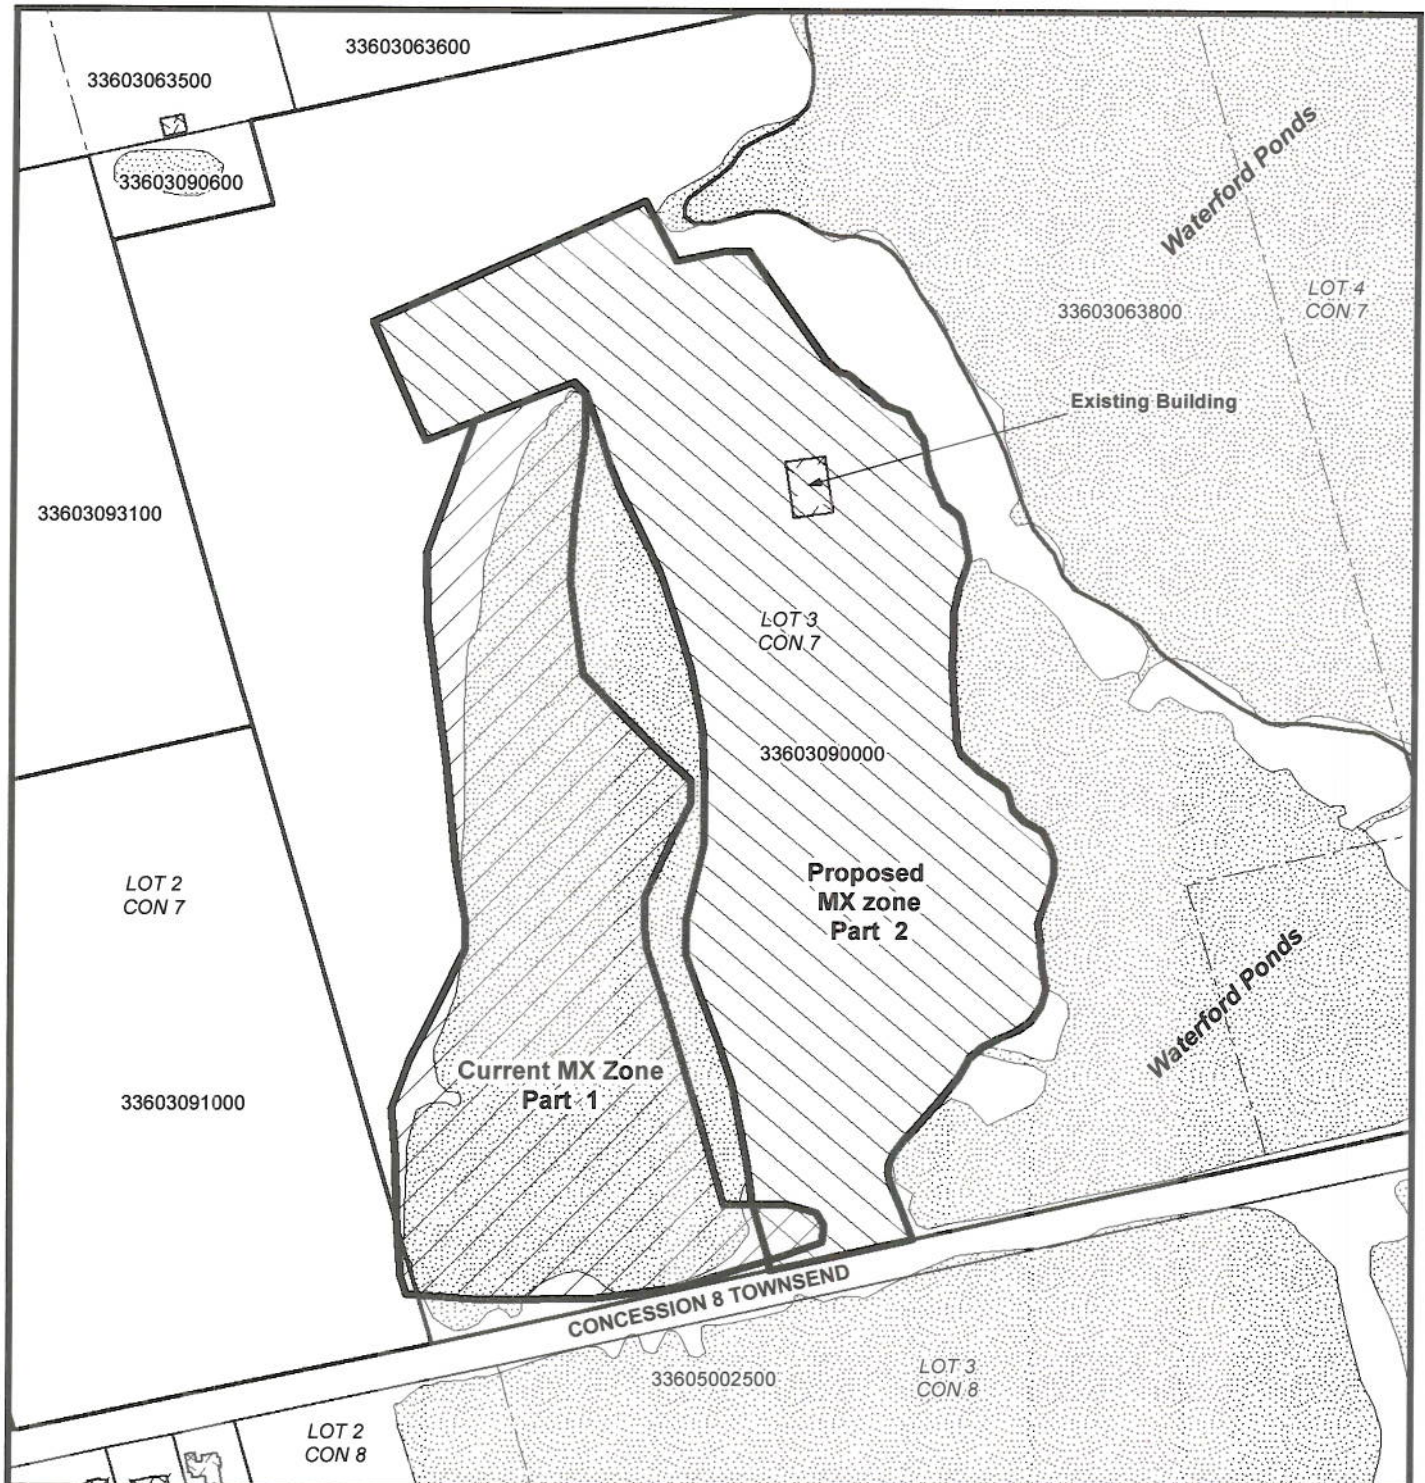 33603063600
33603063500
Waterford Ponds
33603090600
LOT 4
CON 7
33603063800
Existing Building
33603093100
LOT 3
CON 7
33603090000
Proposed
MX zone
Part 2
LOT 2
CON 7
Waterford Ponds
Current MX Zone
Part 1
33603091000
CONCESSION 8 TOWNSEND
33605002500
LOT 3
CON 8
LOT 2
CON 8